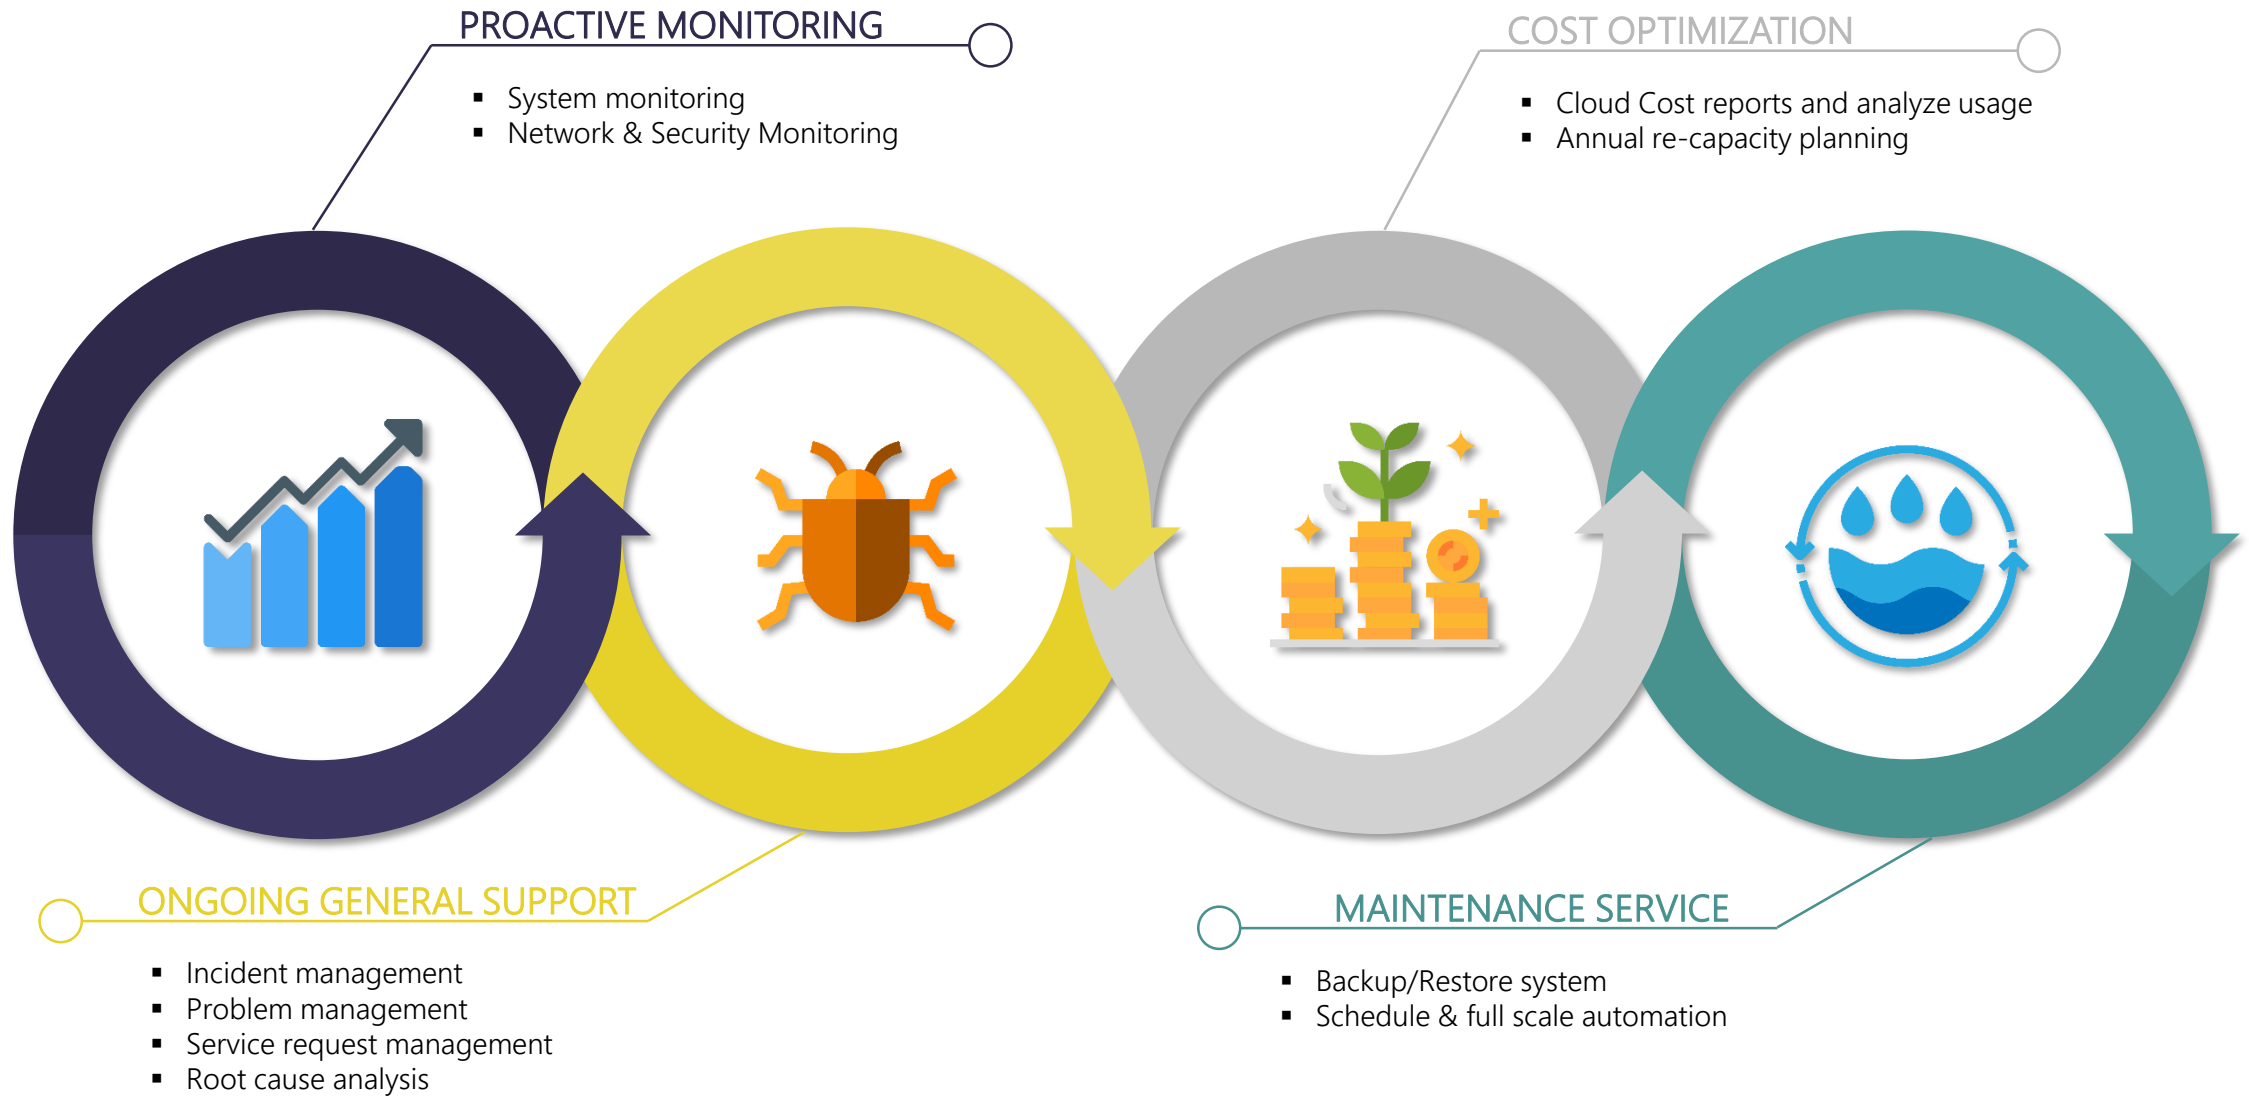 PROACTIVE MONITORING
▪ System monitoring
▪ Network & Security Monitoring
COST OPTIMIZATION
▪ Cloud Cost reports and analyze usage
▪ Annual re-capacity planning
ONGOING GENERAL SUPPORT
▪ Incident management
▪ Problem management
▪ Service request management
▪ Root cause analysis
MAINTENANCE SERVICE
▪ Backup/Restore system
▪ Schedule & full scale automation